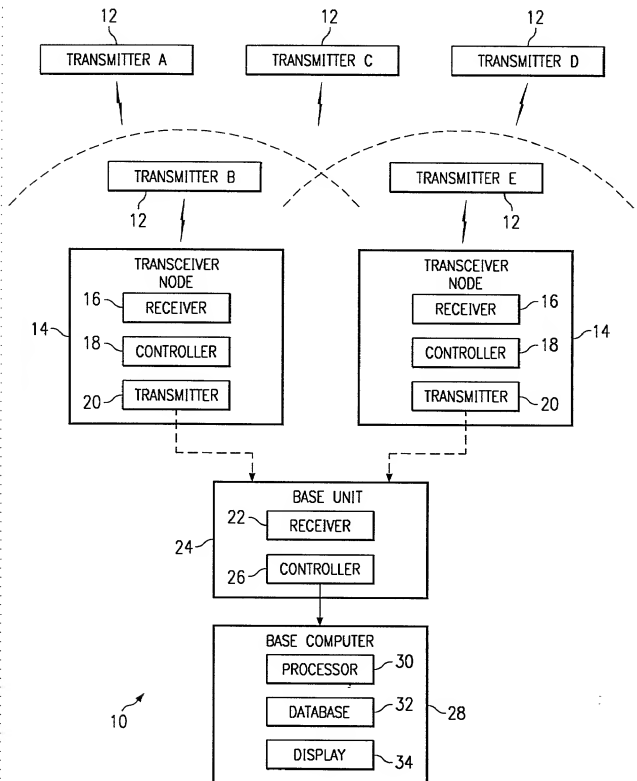 12 12 12
TRANSMITTER A TRANSMITTER C TRANSMITTER D
TRANSMITTER B TRANSMITTER E
12 12
TRANSCEIVER NODE
16 RECEIVER
14
18 CONTROLLER
20 TRANSMITTER
TRANSCEIVER NODE
RECEIVER 16
14
CONTROLLER 18
TRANSMITTER 20
BASE UNIT
22 RECEIVER
24
26 CONTROLLER
BASE COMPUTER
PROCESSOR 30
DATABASE 32
28
10
DISPLAY 34